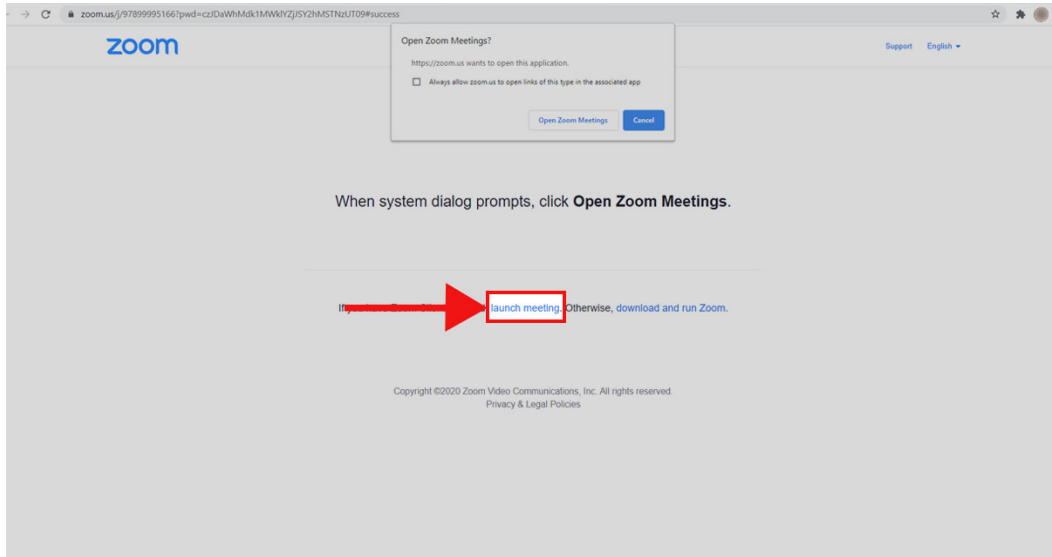 zoom.us/j/97899995166?pwd=czJDaWhMdk1MWklYZjJSY2hMSTNzUT09#success
zoom
Support English
Open Zoom Meetings?
https://zoom.us wants to open this application.
Always allow zoom.us to open links of this type in the associated app
Open Zoom Meetings Cancel
When system dialog prompts, click Open Zoom Meetings.
launch meeting. Otherwise, download and run Zoom.
Copyright ©2020 Zoom Video Communications, Inc. All rights reserved.
Privacy & Legal Policies